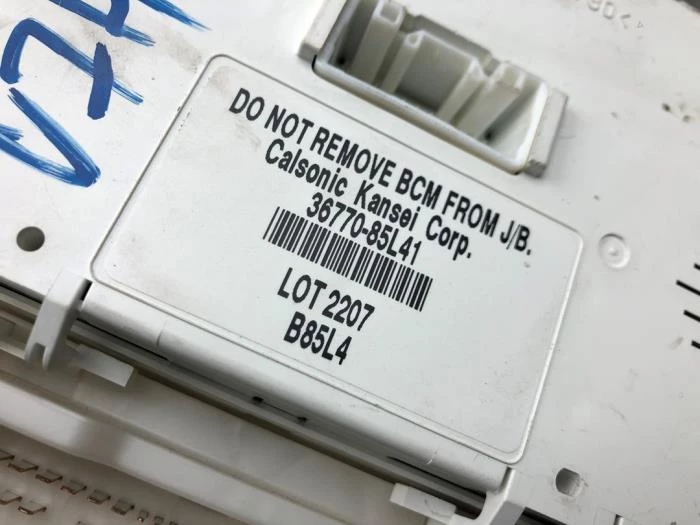 DO NOT REMOVE BCM FROM J/B.
Calsonic Kansei Corp.
36770-85L41
LOT 2207
B85L4